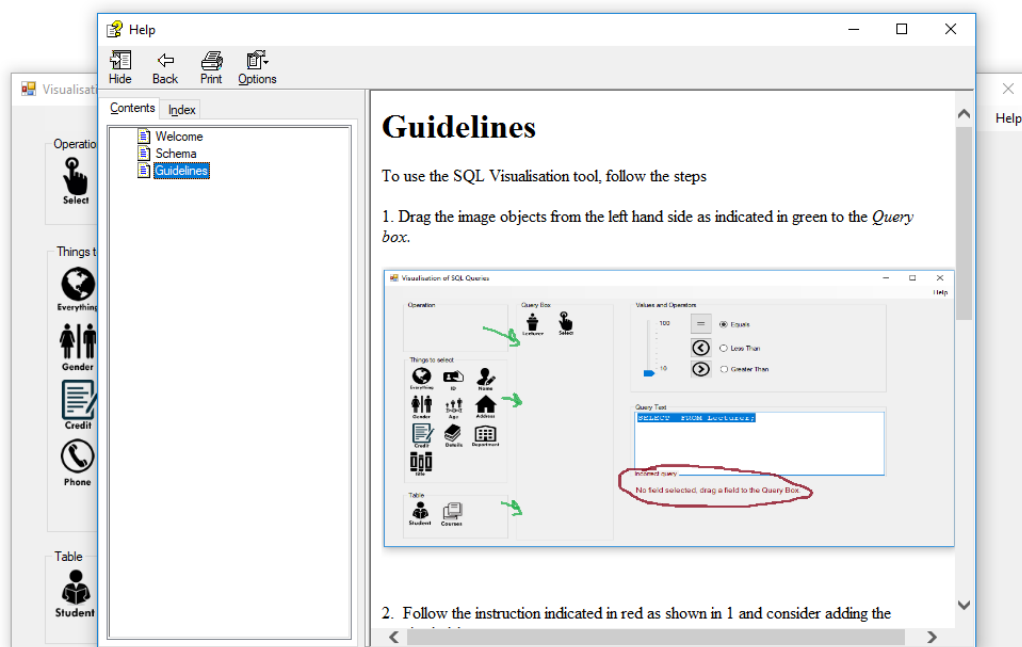 Help
Hide Back Print Options
Visualisati
Help
Contents Index
Welcome
Schema
Guidelines
Operatio
Select
Things t
Everything
Gender
Credit
Phone
Table
Student
Guidelines
To use the SQL Visualisation tool, follow the steps
1. Drag the image objects from the left hand side as indicated in green to the Query
box.
Visualisation of SQL Queries
Help
Operation
Query Box
Lecturer Select
Values and Operators
100
= Equals
Less Than
10 Greater Than
Things to select
Everything ID Name
Gender Age Address
Credit Details Department
Title
Query Text
SELECT FROM Lecturer;
Incorrect query
No field selected, drag a field to the Query Box.
Table
Student Courses
2. Follow the instruction indicated in red as shown in 1 and consider adding the